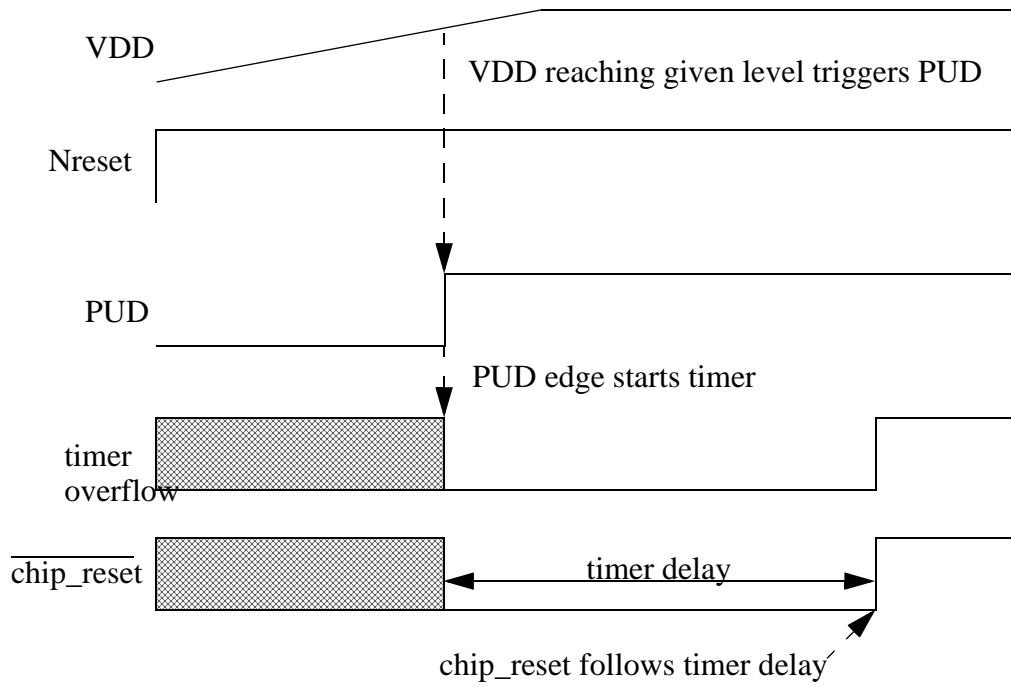 VDD
VDD reaching given level triggers PUD
Nreset
PUD
PUD edge starts timer
timer
overflow
chip_reset
timer delay
chip_reset follows timer delay